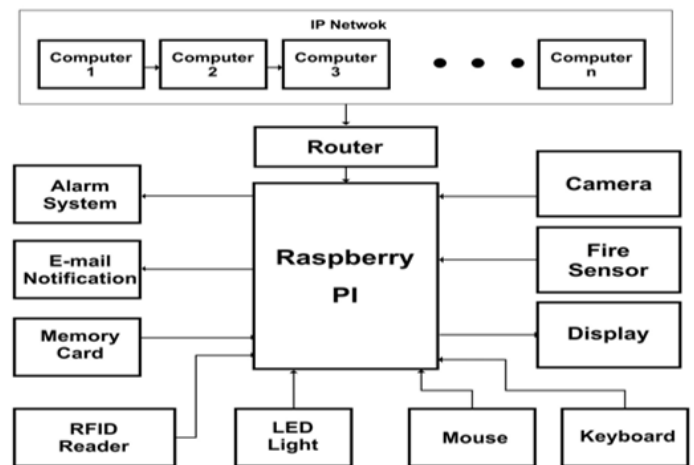 IP Netwok
Computer
1
Computer
2
Computer
3
Computer
n
Router
Alarm
System
Camera
Raspberry
PI
E-mail
Notification
Fire
Sensor
Memory
Card
Display
RFID
Reader
LED
Light
Mouse
Keyboard